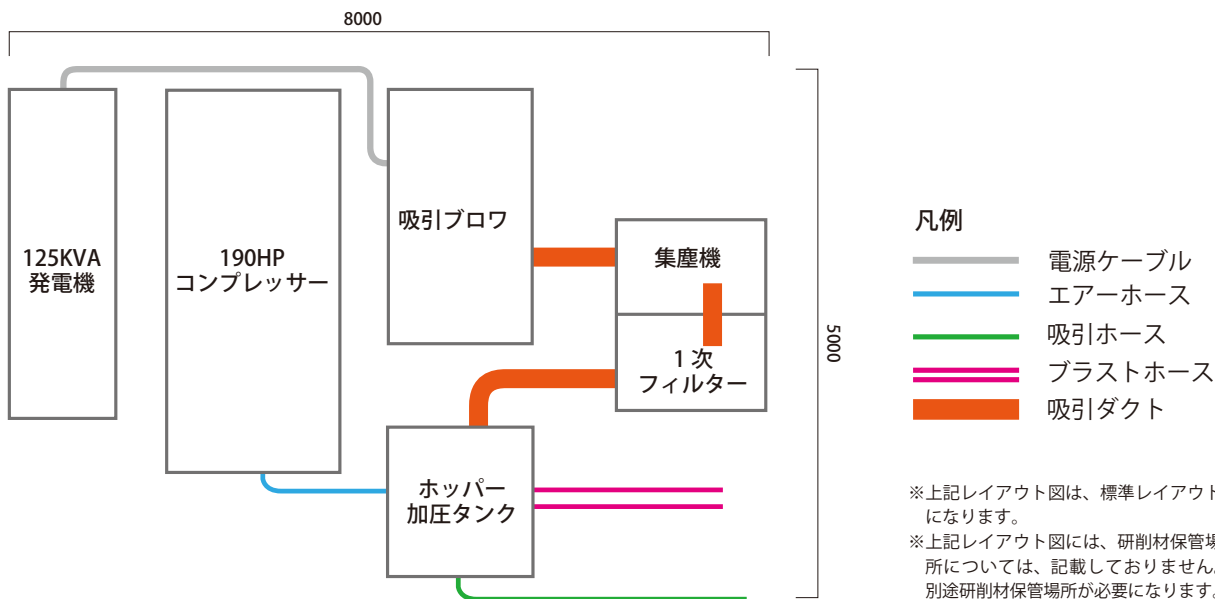 8000
125KVA
発電機
190HP
コンプレッサー
吸引ブロワ
集塵機
1次
フィルター
ホッパー
加圧タンク
5000
凡例
電源ケーブル
エアーホース
吸引ホース
ブラストホース
吸引ダクト
※上記レイアウト図は、標準レイアウト
になります。
※上記レイアウト図には、研削材保管場
所については、記載しておりません。
別途研削材保管場所が必要になります。